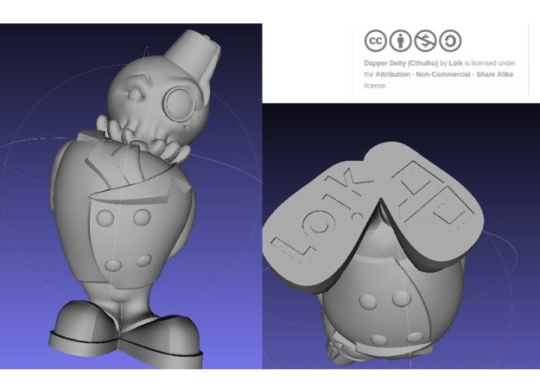 Dapper Deity (Cthulhu) by Loik is licensed under
the Attribution - Non-Commercial - Share Alike
license.
Loik